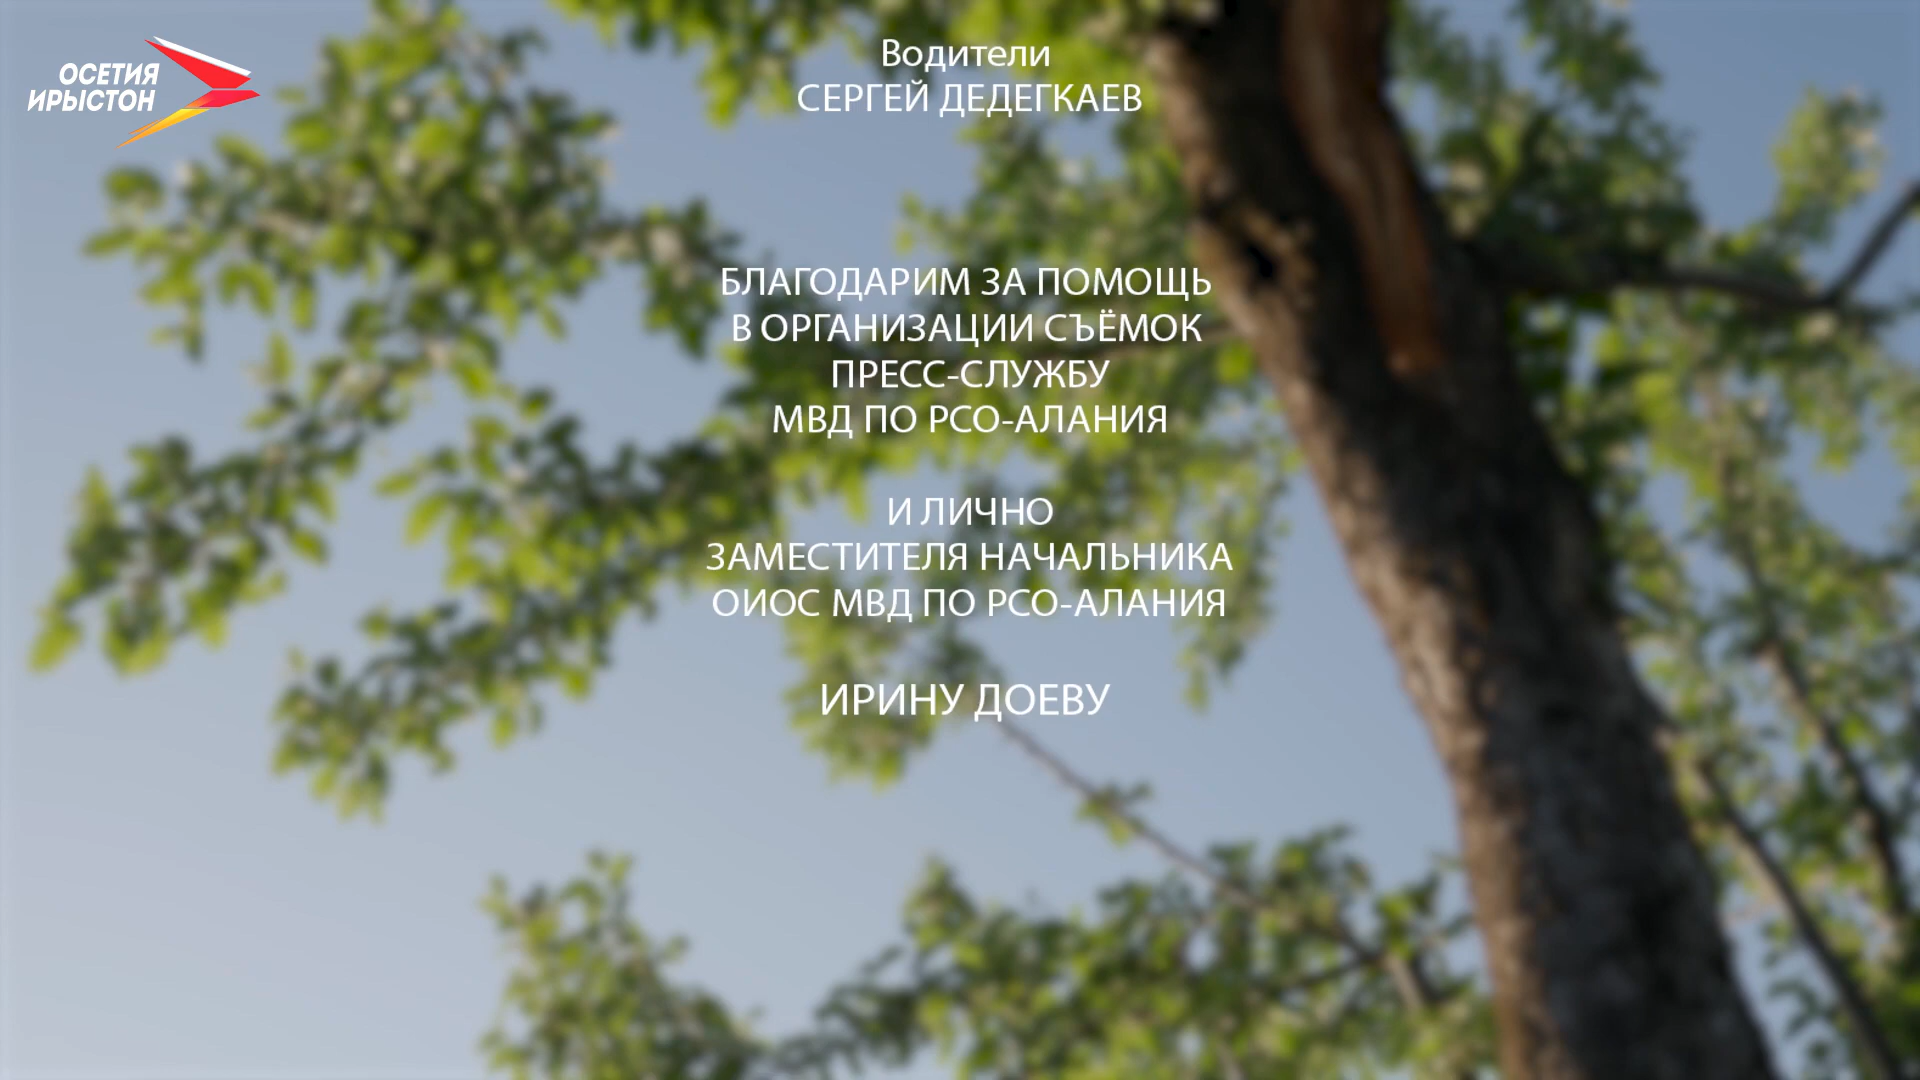 ОСЕТИЯ
ИРЫСТОН
Водители
СЕРГЕЙ ДЕДЕГКАЕВ
БЛАГОДАРИМ ЗА ПОМОЩЬ
В ОРГАНИЗАЦИИ СЪЁМОК
ПРЕСС-СЛУЖБУ
МВД ПО РСО-АЛАНИЯ
И ЛИЧНО
ЗАМЕСТИТЕЛЯ НАЧАЛЬНИКА
ОИОС МВД ПО РСО-АЛАНИЯ
ИРИНУ ДОЕВУ